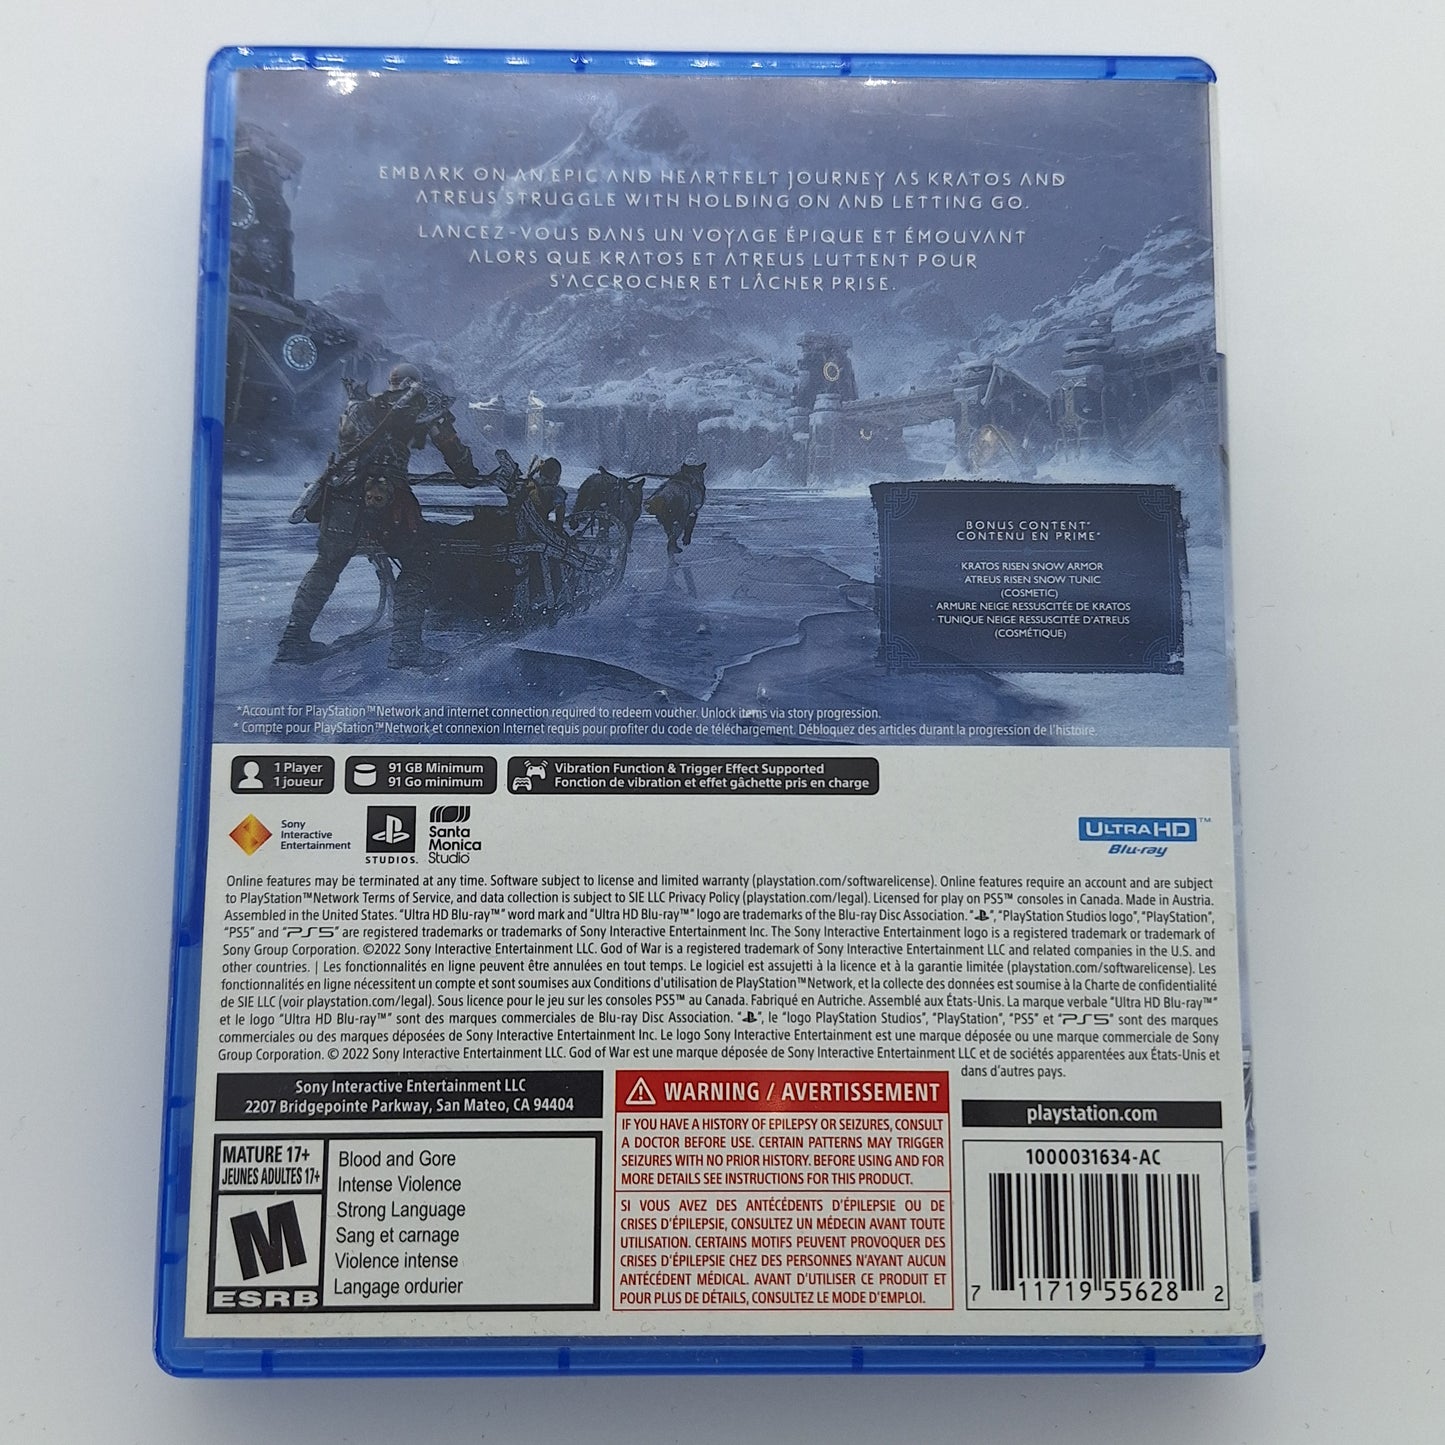 EMBARK ON AN EPIC AND HEARTFELT JOURNEY AS KRATOS AND
ATREUS STRUGGLE WITH HOLDING ON AND LETTING GO.
LANCEZ-VOUS DANS UN VOYAGE ÉPIQUE ET ÉMOUVANT
ALORS QUE KRATOS ET ATREUS LUTTENT POUR
S'ACCROCHER ET LÂCHER PRISE.
BONUS CONTENT*
CONTENU EN PRIME*
· KRATOS RISEN SNOW ARMOR
· ATREUS RISEN SNOW TUNIC
(COSMETIC)
· ARMURE NEIGE RESSUSCITÉE DE KRATOS
· TUNIQUE NEIGE RESSUSCITÉE D'ATREUS
(COSMÉTIQUE)
*Account for PlayStation™Network and internet connection required to redeem voucher. Unlock items via story progression.
* Compte pour PlayStation™Network et connexion Internet requis pour profiter du code de téléchargement. Débloquez des articles durant la progression de l'histoire.
1 Player
1 joueur
91 GB Minimum
91 Go minimum
Vibration Function & Trigger Effect Supported
Fonction de vibration et effet gâchette pris en charge
Sony
Interactive
Entertainment
STUDIOS.
Santa
Monica
Studio™
ULTRA HD™
Blu-ray
Online features may be terminated at any time. Software subject to license and limited warranty (playstation.com/softwarelicense). Online features require an account and are subject
to PlayStation™Network Terms of Service, and data collection is subject to SIE LLC Privacy Policy (playstation.com/legal). Licensed for play on PS5™ consoles in Canada. Made in Austria.
Assembled in the United States. "Ultra HD Blu-ray™" word mark and "Ultra HD Blu-ray™" logo are trademarks of the Blu-ray Disc Association. "", "PlayStation Studios logo", "PlayStation",
"PS5" and "PS5" are registered trademarks or trademarks of Sony Interactive Entertainment Inc. The Sony Interactive Entertainment logo is a registered trademark or trademark of
Sony Group Corporation. ©2022 Sony Interactive Entertainment LLC. God of War is a registered trademark of Sony Interactive Entertainment LLC and related companies in the U.S. and
other countries. | Les fonctionnalités en ligne peuvent être annulées en tout temps. Le logiciel est assujetti à la licence et à la garantie limitée (playstation.com/softwarelicense). Les
fonctionnalités en ligne nécessitent un compte et sont soumises aux Conditions d'utilisation de PlayStation™Network, et la collecte des données est soumise à la Charte de confidentialité
de SIE LLC (voir playstation.com/legal). Sous licence pour le jeu sur les consoles PS5™ au Canada. Fabriqué en Autriche. Assemblé aux États-Unis. La marque verbale "Ultra HD Blu-ray™"
et le logo "Ultra HD Blu-ray™" sont des marques commerciales de Blu-ray Disc Association. "", le "logo PlayStation Studios", "PlayStation", "PS5" et "PS5" sont des marques
commerciales ou des marques déposées de Sony Interactive Entertainment Inc. Le logo Sony Interactive Entertainment est une marque déposée ou une marque commerciale de Sony
Group Corporation. © 2022 Sony Interactive Entertainment LLC. God of War est une marque déposée de Sony Interactive Entertainment LLC et de sociétés apparentées aux États-Unis et
dans d'autres pays.
Sony Interactive Entertainment LLC
2207 Bridgepointe Parkway, San Mateo, CA 94404
MATURE 17+
JEUNES ADULTES 17+
M
ESRB
Blood and Gore
Intense Violence
Strong Language
Sang et carnage
Violence intense
Langage ordurier
WARNING / AVERTISSEMENT
IF YOU HAVE A HISTORY OF EPILEPSY OR SEIZURES, CONSULT
A DOCTOR BEFORE USE. CERTAIN PATTERNS MAY TRIGGER
SEIZURES WITH NO PRIOR HISTORY. BEFORE USING AND FOR
MORE DETAILS SEE INSTRUCTIONS FOR THIS PRODUCT.
SI VOUS AVEZ DES ANTÉCÉDENTS D'ÉPILEPSIE OU DE
CRISES D'ÉPILEPSIE, CONSULTEZ UN MÉDECIN AVANT TOUTE
UTILISATION. CERTAINS MOTIFS PEUVENT PROVOQUER DES
CRISES D'ÉPILEPSIE CHEZ DES PERSONNES N'AYANT AUCUN
ANTÉCÉDENT MÉDICAL. AVANT D'UTILISER CE PRODUIT ET
POUR PLUS DE DÉTAILS, CONSULTEZ LE MODE D'EMPLOI.
playstation.com
1000031634-AC
7 11719 55628 2